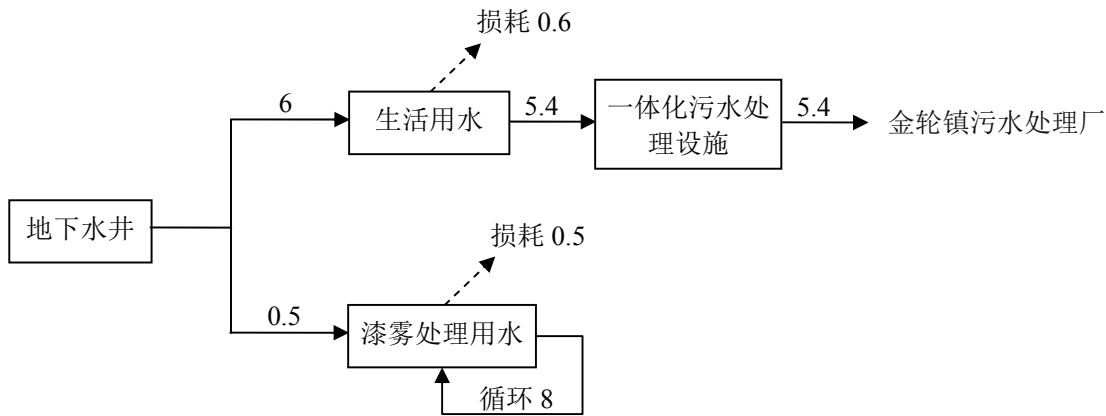 损耗 0.6
6
生活用水
5.4
一体化污水处
理设施
5.4
金轮镇污水处理厂
地下水井
损耗 0.5
0.5
漆雾处理用水
循环 8